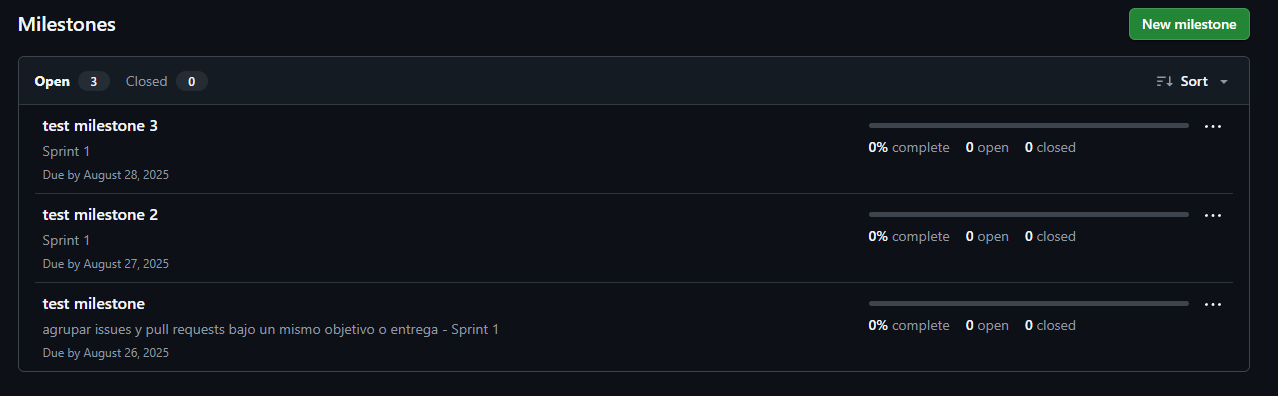 Milestones
New milestone
Open 3 Closed 0
Sort
test milestone 3
Sprint 1
Due by August 28, 2025
0% complete 0 open 0 closed
test milestone 2
Sprint 1
Due by August 27, 2025
0% complete 0 open 0 closed
test milestone
agrupar issues y pull requests bajo un mismo objetivo o entrega - Sprint 1
Due by August 26, 2025
0% complete 0 open 0 closed